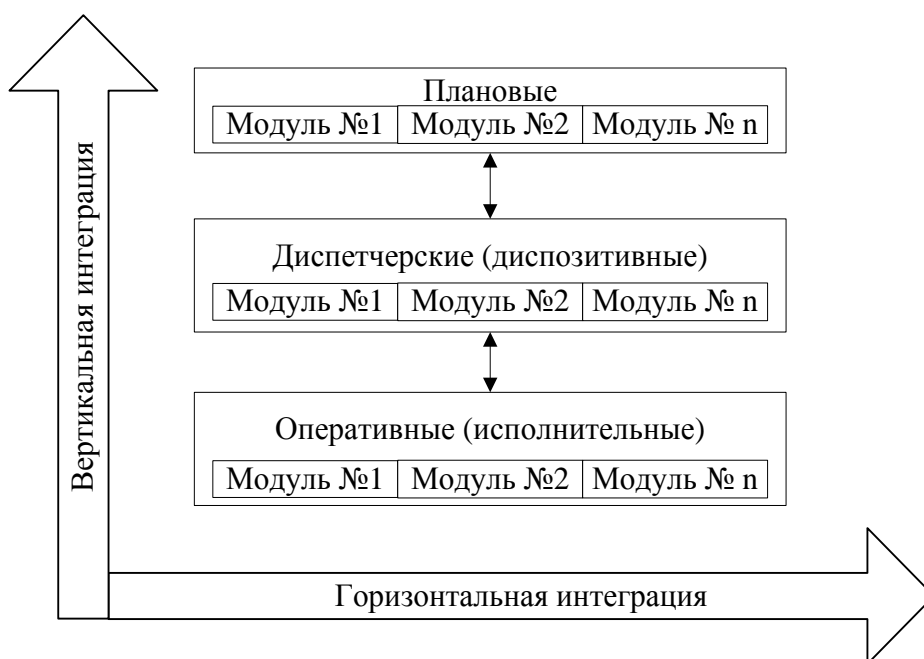 Плановые
Модуль №1 Модуль №2 Модуль № n
Диспетчерские (диспозитивные)
Модуль №1 Модуль №2 Модуль № n
Оперативные (исполнительные)
Модуль №1 Модуль №2 Модуль № n
Вертикальная интеграция
Горизонтальная интеграция